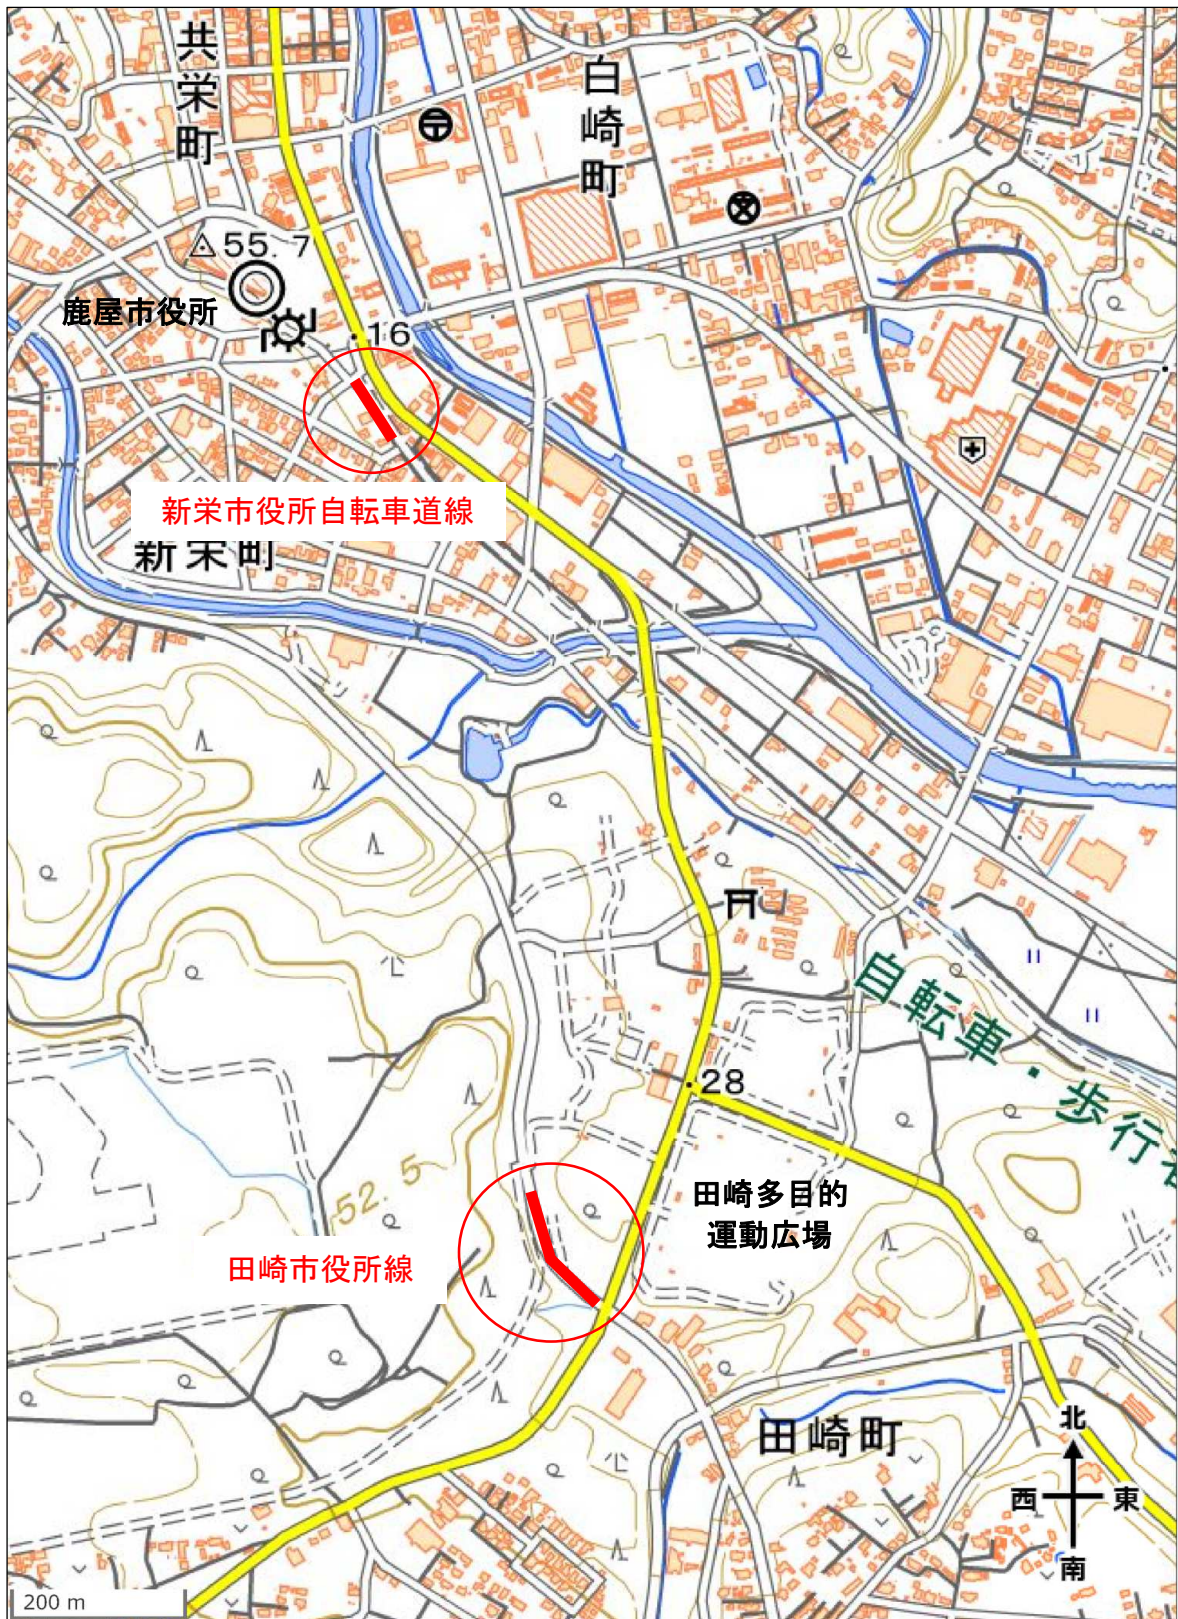 共栄町
白崎町
55.7
鹿屋市役所
16
新栄市役所自転車道線
新栄町
自転車・歩行者
28
52.5
田崎多目的
運動広場
田崎市役所線
田崎町
北
西
東
南
200 m